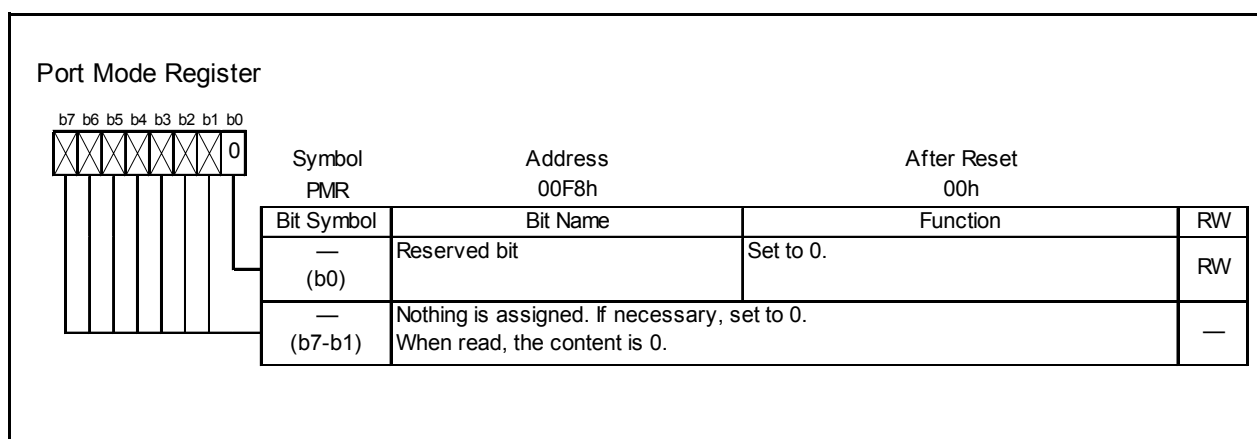 Port Mode Register
b7 b6 b5 b4 b3 b2 b1 b0
0
Symbol Address After Reset
PMR 00F8h 00h
Bit Symbol Bit Name Function RW
— Reserved bit Set to 0. RW
(b0)
— Nothing is assigned. If necessary, set to 0. —
(b7-b1) When read, the content is 0.